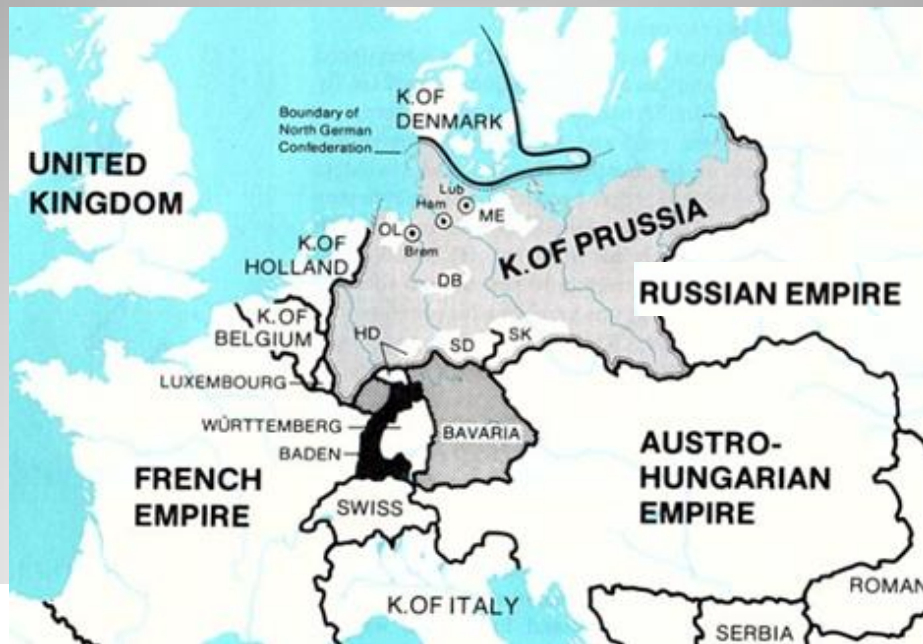 K.OF
DENMARK
Boundary of
North German
Confederation
UNITED
KINGDOM
Lub
Ham
ME
OL
Brem
K.OF
HOLLAND
K.OF PRUSSIA
DB
RUSSIAN EMPIRE
K.OF
BELGIUM
HD
SD
SK
LUXEMBOURG
WÜRTTEMBERG
BAVARIA
BADEN
AUSTRO-
HUNGARIAN
EMPIRE
FRENCH
EMPIRE
SWISS
K.OF ITALY
ROMAN
SERBIA